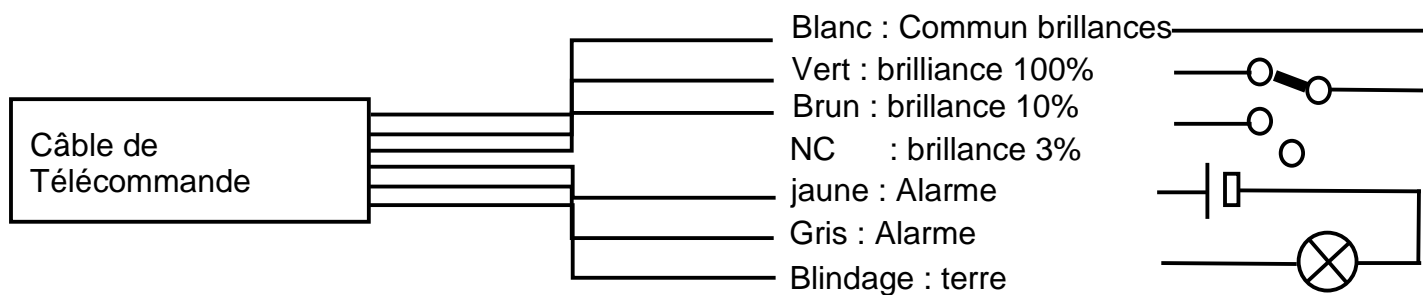 Blanc : Commun brillances
Vert : brilliance 100%
Brun : brillance 10%
NC : brillance 3%
jaune : Alarme
Gris : Alarme
Blindage : terre
Câble de
Télécommande